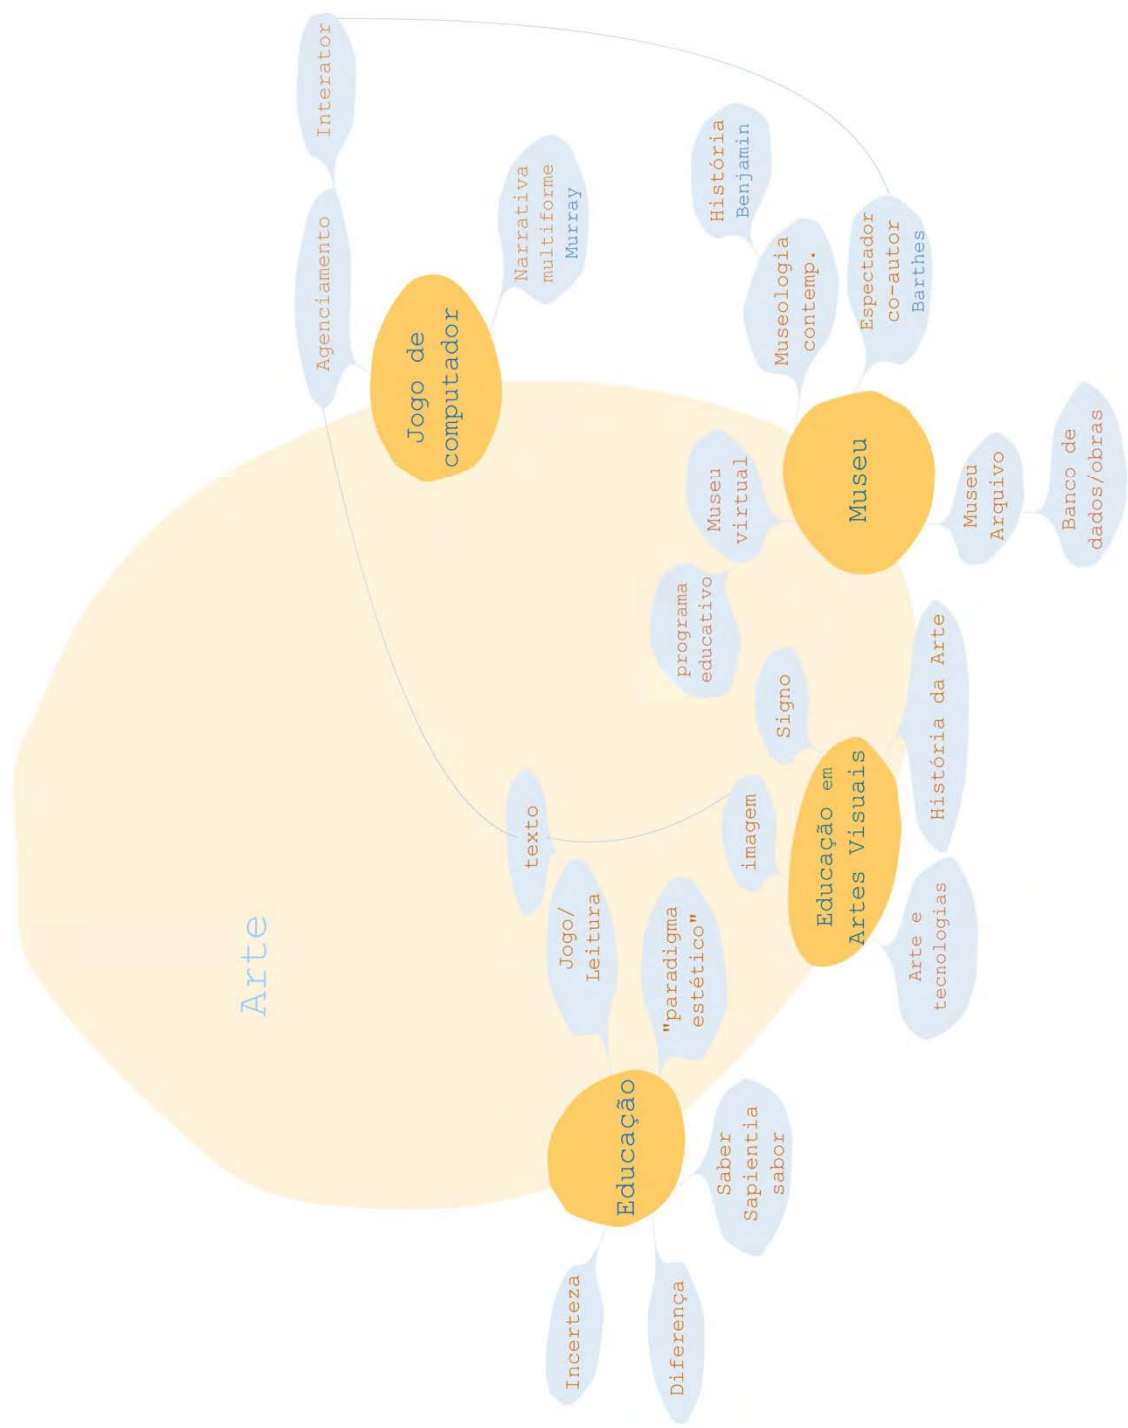 Arte
Interator
Agenciamento
Jogo de
computador
Narrativa
multiforme
Murray
História
Benjamin
Museologia
contemp.
Espectador
co-autor
Barthes
Museu
Museu
virtual
programa
educativo
Museu
Arquivo
Banco de
dados/obras
Signo
imagem
Educação em
Artes Visuais
História da Arte
Arte e
tecnologias
texto
Jogo/
Leitura
"paradigma
estético"
Educação
Saber
Sapientia
sabor
Incerteza
Diferença